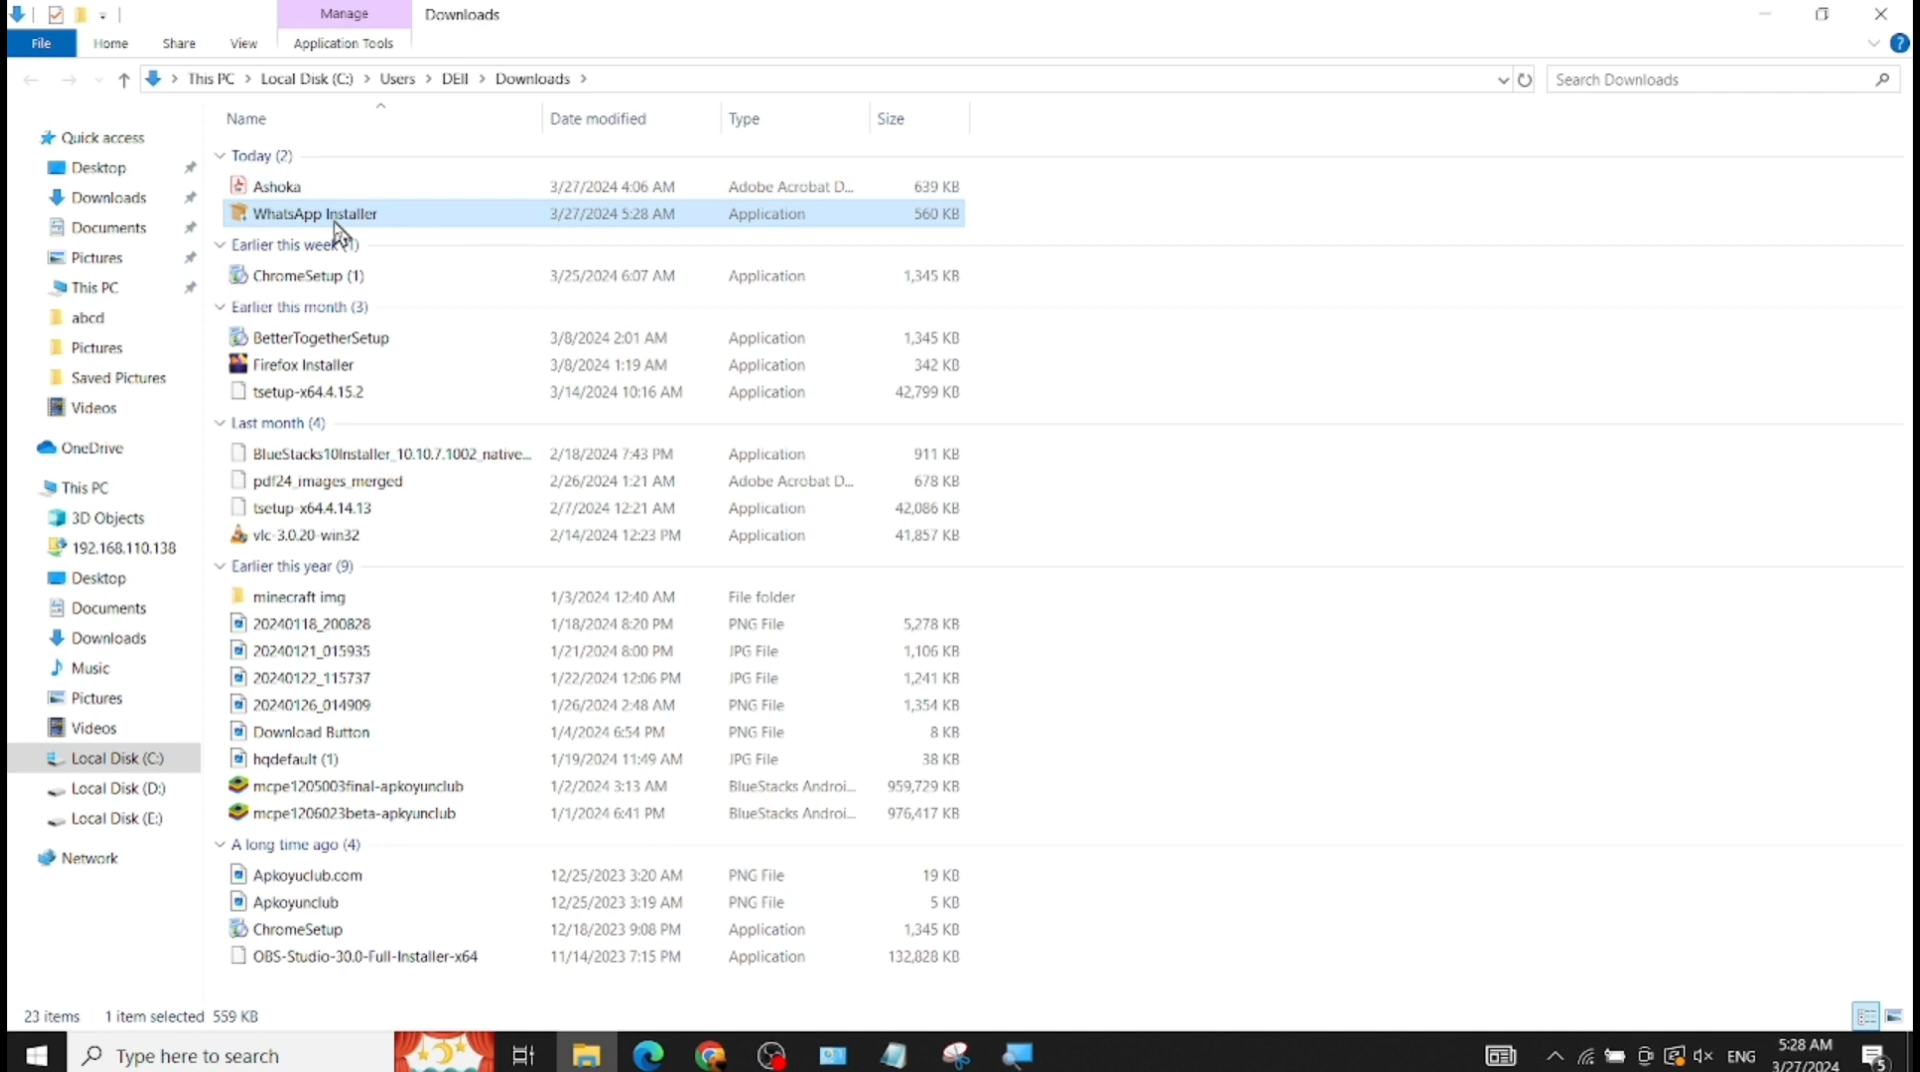 Manage
Downloads
File
Home
Share
View
Application Tools
This PC
Local Disk (C:)
Users
DEll
Downloads
Search Downloads
Name
Date modified
Type
Size
Quick access
Desktop
Downloads
Documents
Pictures
This PC
abcd
Pictures
Saved Pictures
Videos
OneDrive
This PC
3D Objects
192.168.110.138
Desktop
Documents
Downloads
Music
Pictures
Videos
Local Disk (C:)
Local Disk (D:)
Local Disk (E:)
Network
Today (2)
Ashoka 3/27/2024 4:06 AM Adobe Acrobat D... 639 KB
WhatsApp Installer 3/27/2024 5:28 AM Application 560 KB
Earlier this week (1)
ChromeSetup (1) 3/25/2024 6:07 AM Application 1,345 KB
Earlier this month (3)
BetterTogetherSetup 3/8/2024 2:01 AM Application 1,345 KB
Firefox Installer 3/8/2024 1:19 AM Application 342 KB
tsetup-x64.4.15.2 3/14/2024 10:16 AM Application 42,799 KB
Last month (4)
BlueStacks10Installer_10.10.7.1002_native... 2/18/2024 7:43 PM Application 911 KB
pdf24_images_merged 2/26/2024 1:21 AM Adobe Acrobat D... 678 KB
tsetup-x64.4.14.13 2/7/2024 12:21 AM Application 42,086 KB
vlc-3.0.20-win32 2/14/2024 12:23 PM Application 41,857 KB
Earlier this year (9)
minecraft img 1/3/2024 12:40 AM File folder
20240118_200828 1/18/2024 8:20 PM PNG File 5,278 KB
20240121_015935 1/21/2024 8:00 PM JPG File 1,106 KB
20240122_115737 1/22/2024 12:06 PM JPG File 1,241 KB
20240126_014909 1/26/2024 2:48 AM PNG File 1,354 KB
Download Button 1/4/2024 6:54 PM PNG File 8 KB
hqdefault (1) 1/19/2024 11:49 AM JPG File 38 KB
mcpe1205003final-apkoyunclub 1/2/2024 3:13 AM BlueStacks Androi... 959,729 KB
mcpe1206023beta-apkyunclub 1/1/2024 6:41 PM BlueStacks Androi... 976,417 KB
A long time ago (4)
Apkoyuclub.com 12/25/2023 3:20 AM PNG File 19 KB
Apkoyunclub 12/25/2023 3:19 AM PNG File 5 KB
ChromeSetup 12/18/2023 9:08 PM Application 1,345 KB
OBS-Studio-30.0-Full-Installer-x64 11/14/2023 7:15 PM Application 132,828 KB
23 items 1 item selected 559 KB
Type here to search
ENG
5:28 AM
3/27/2024
5